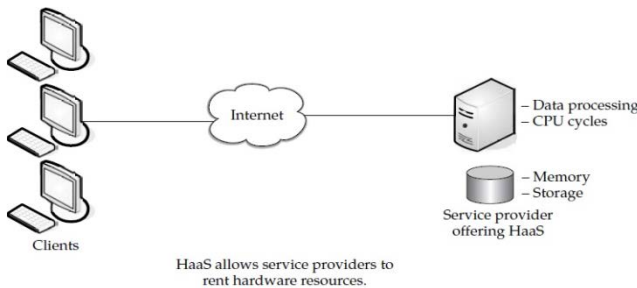 Internet
– Data processing
– CPU cycles
– Memory
– Storage
Service provider
offering HaaS
Clients
HaaS allows service providers to
rent hardware resources.